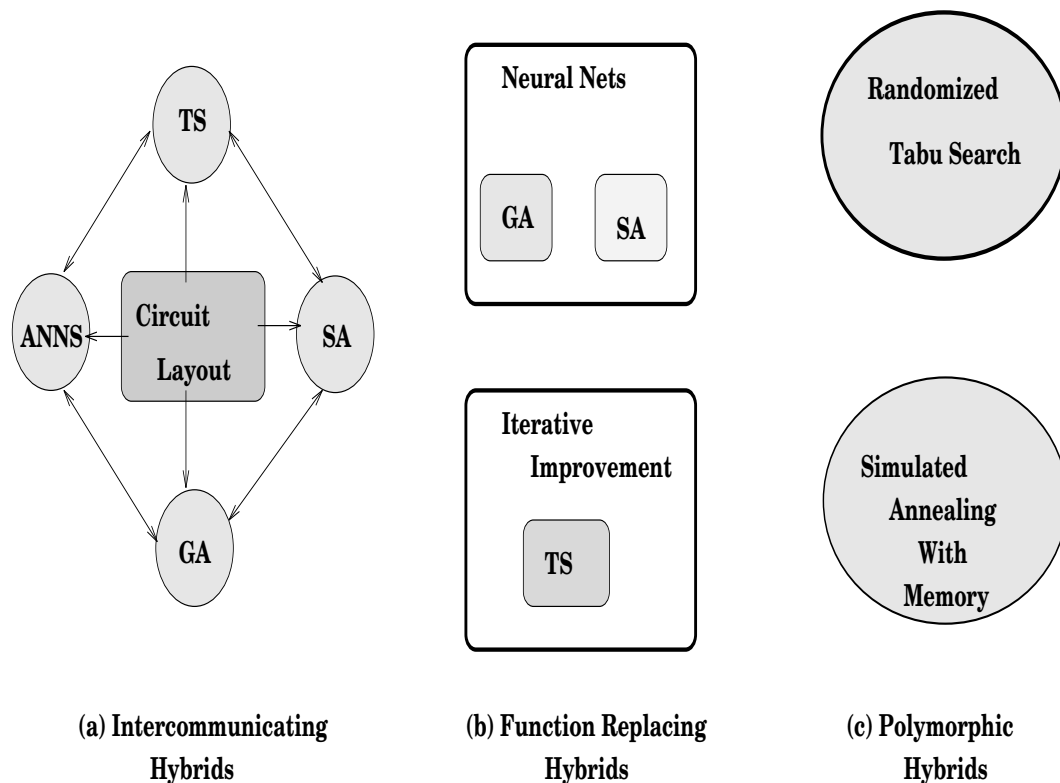 TS
ANNS
Circuit
Layout
SA
GA
(a) Intercommunicating
Hybrids
Neural Nets
GA
SA
Iterative
Improvement
TS
(b) Function Replacing
Hybrids
Randomized
Tabu Search
Simulated
Annealing
With
Memory
(c) Polymorphic
Hybrids